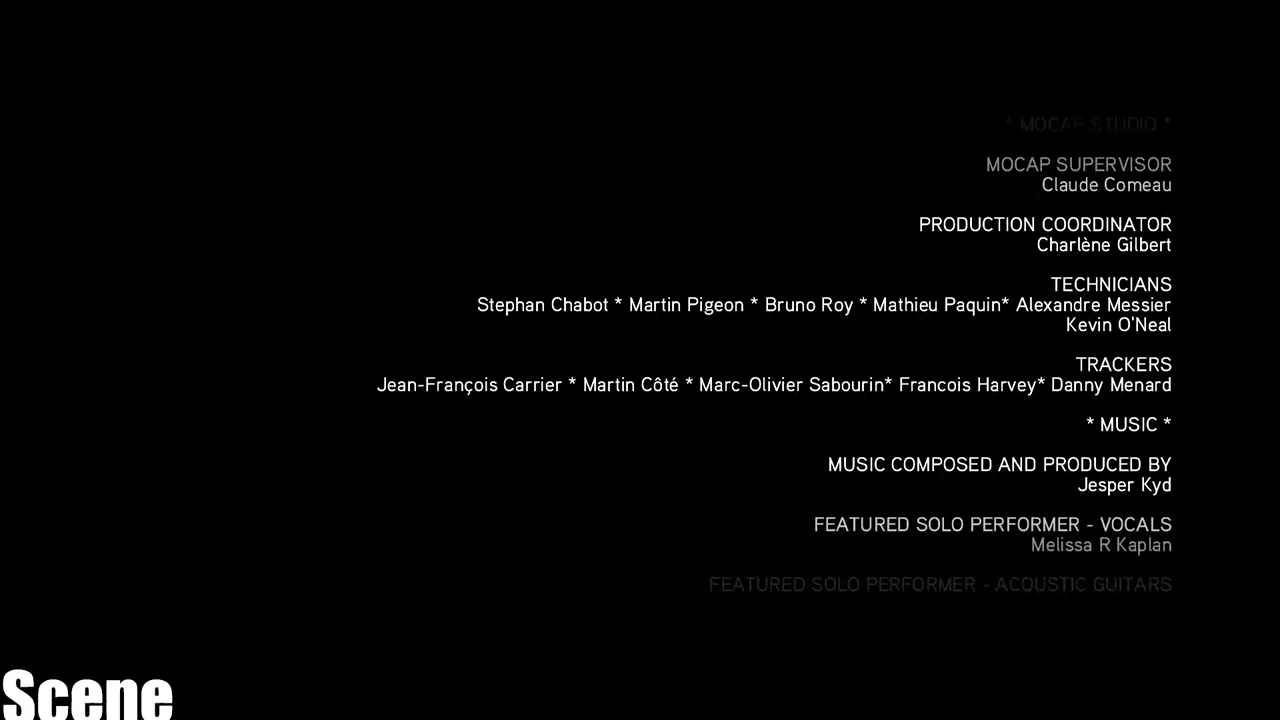 * MOCAP STUDIO *
MOCAP SUPERVISOR
Claude Comeau
PRODUCTION COORDINATOR
Charlène Gilbert
TECHNICIANS
Stephan Chabot * Martin Pigeon * Bruno Roy * Mathieu Paquin* Alexandre Messier
Kevin O'Neal
TRACKERS
Jean-François Carrier * Martin Côté * Marc-Olivier Sabourin* Francois Harvey* Danny Menard
* MUSIC *
MUSIC COMPOSED AND PRODUCED BY
Jesper Kyd
FEATURED SOLO PERFORMER - VOCALS
Melissa R Kaplan
FEATURED SOLO PERFORMER - ACOUSTIC GUITARS
Scene